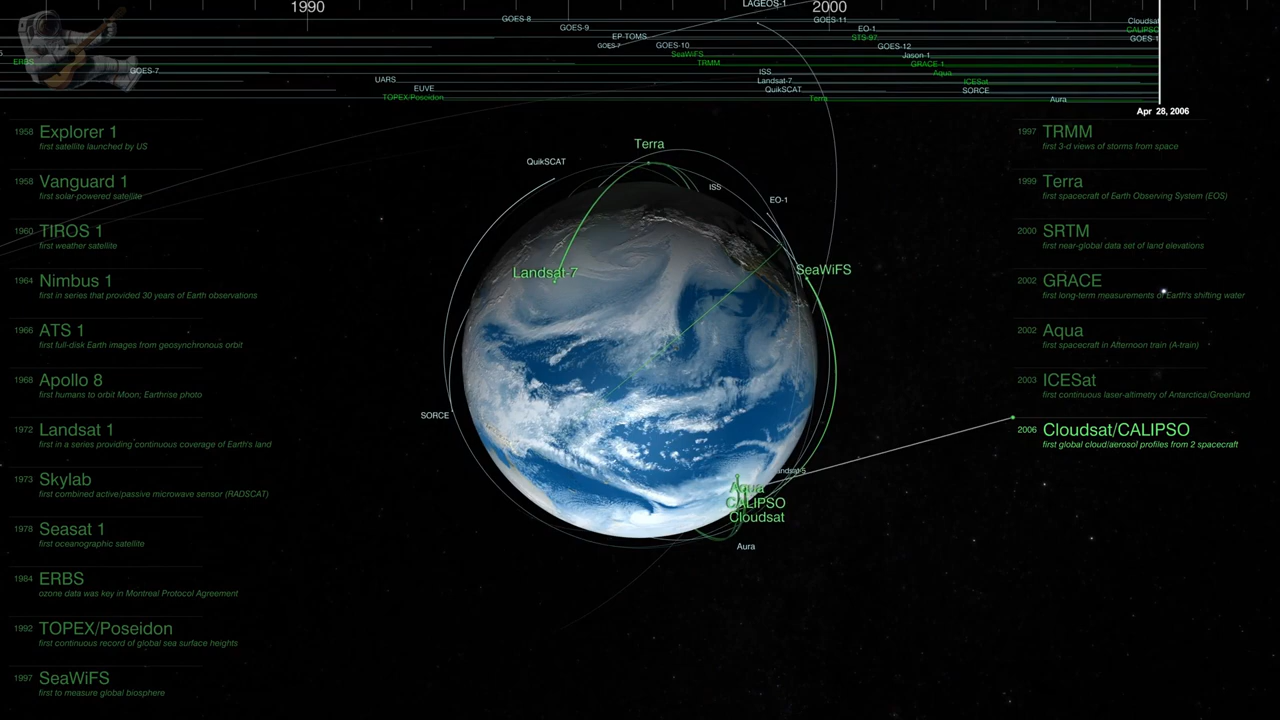 1990
2000
LAGEOS-1
GOES-8
GOES-11
Cloudsat
GOES-9
EO-1
CALIPSO
EP-TOMS
STS-97
GOES-1
GOES-7
GOES-10
GOES-12
SeaWiFS
Jason-1
ERBS
TRMM
GRACE-1
GOES-7
ISS
Aqua
UARS
Landsat-7
ICESat
EUVE
QuikSCAT
SORCE
TOPEX/Poseidon
Terra
Aura
Apr 28, 2006
1958 Explorer 1
first satellite launched by US
1958 Vanguard 1
first solar-powered satellite
1960 TIROS 1
first weather satellite
1964 Nimbus 1
first in series that provided 30 years of Earth observations
1966 ATS 1
first full-disk Earth images from geosynchronous orbit
1968 Apollo 8
first humans to orbit Moon; Earthrise photo
1972 Landsat 1
first in a series providing continuous coverage of Earth's land
1973 Skylab
first combined active/passive microwave sensor (RADSCAT)
1978 Seasat 1
first oceanographic satellite
1984 ERBS
ozone data was key in Montreal Protocol Agreement
1992 TOPEX/Poseidon
first continuous record of global sea surface heights
1997 SeaWiFS
first to measure global biosphere
Terra
QuikSCAT
ISS
EO-1
Landsat-7
SeaWiFS
SORCE
andsat-5
Aqua
CALIPSO
Cloudsat
Aura
1997 TRMM
first 3-d views of storms from space
1999 Terra
first spacecraft of Earth Observing System (EOS)
2000 SRTM
first near-global data set of land elevations
2002 GRACE
first long-term measurements of Earth's shifting water
2002 Aqua
first spacecraft in Afternoon train (A-train)
2003 ICESat
first continuous laser-altimetry of Antarctica/Greenland
2006 Cloudsat/CALIPSO
first global cloud/aerosol profiles from 2 spacecraft